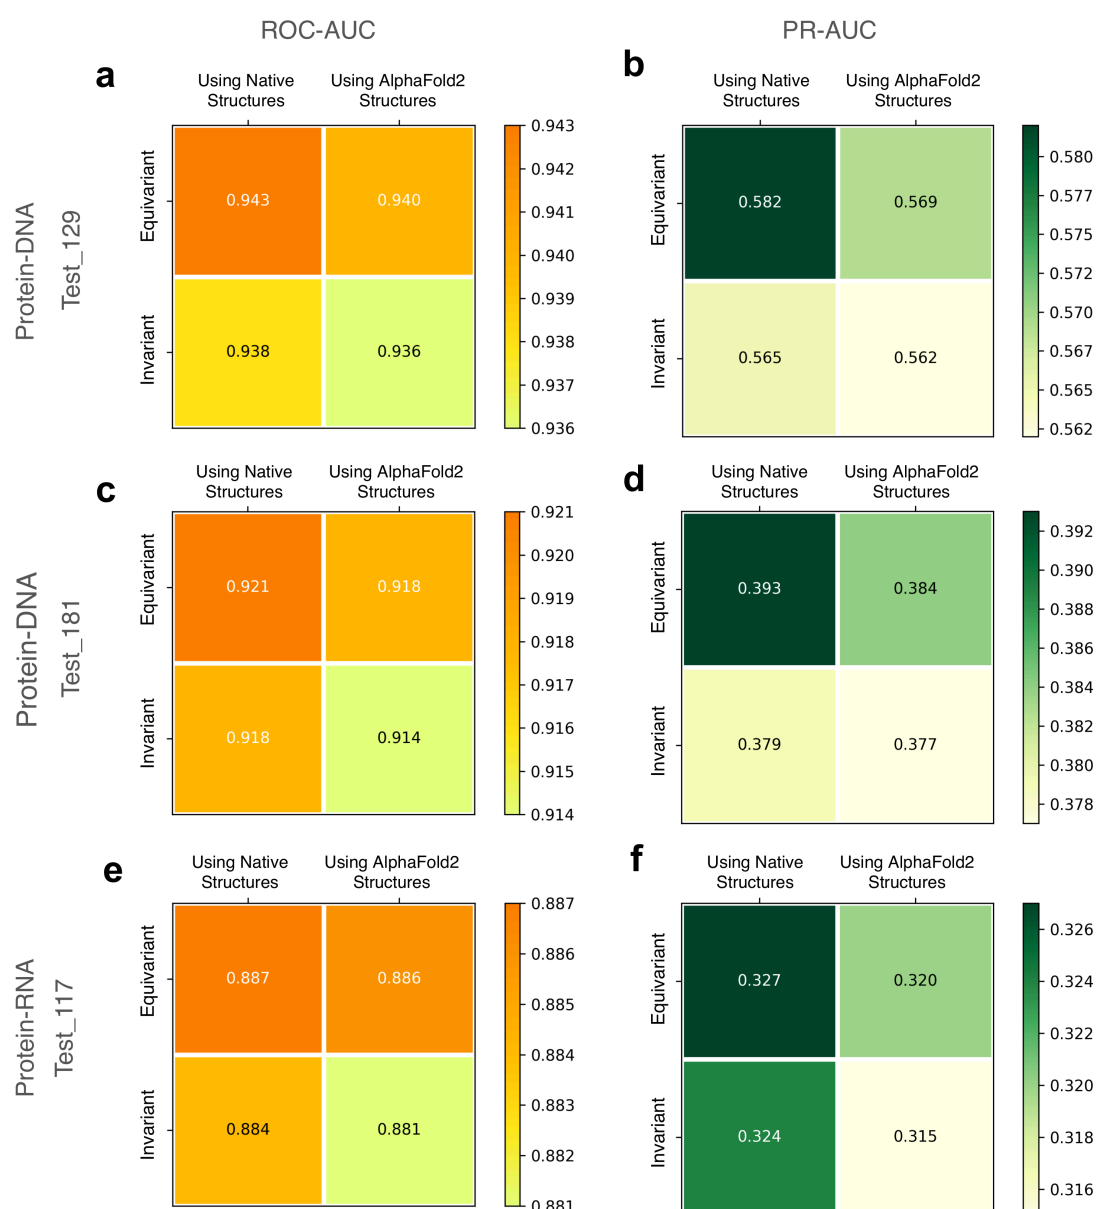 ROC-AUC
PR-AUC
a
Using Native
Structures
Using AlphaFold2
Structures
Protein-DNA
Test_129
Equivariant
Invariant
0.943
0.940
0.938
0.936
0.943
0.942
0.941
0.940
0.939
0.938
0.937
0.936
b
Using Native
Structures
Using AlphaFold2
Structures
Equivariant
Invariant
0.582
0.569
0.565
0.562
0.580
0.577
0.575
0.572
0.570
0.567
0.565
0.562
c
Using Native
Structures
Using AlphaFold2
Structures
Protein-DNA
Test_181
Equivariant
Invariant
0.921
0.918
0.918
0.914
0.921
0.920
0.919
0.918
0.917
0.916
0.915
0.914
d
Using Native
Structures
Using AlphaFold2
Structures
Equivariant
Invariant
0.393
0.384
0.379
0.377
0.392
0.390
0.388
0.386
0.384
0.382
0.380
0.378
e
Using Native
Structures
Using AlphaFold2
Structures
Protein-RNA
Test_117
Equivariant
Invariant
0.887
0.886
0.884
0.881
0.887
0.886
0.885
0.884
0.883
0.882
0.881
f
Using Native
Structures
Using AlphaFold2
Structures
Equivariant
Invariant
0.327
0.320
0.324
0.315
0.326
0.324
0.322
0.320
0.318
0.316